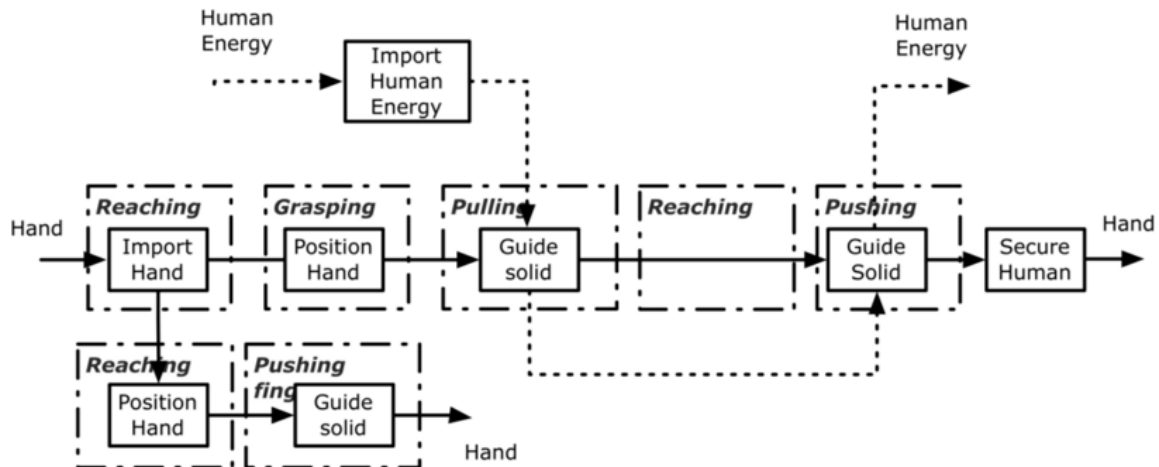 Human
Energy
Import
Human
Energy
Human
Energy
Reaching
Grasping
Pulling
Reaching
Pushing
Hand
Import
Hand
Position
Hand
Guide
solid
Guide
Solid
Secure
Human
Hand
Reaching
Pushing
fing
Position
Hand
Guide
solid
Hand